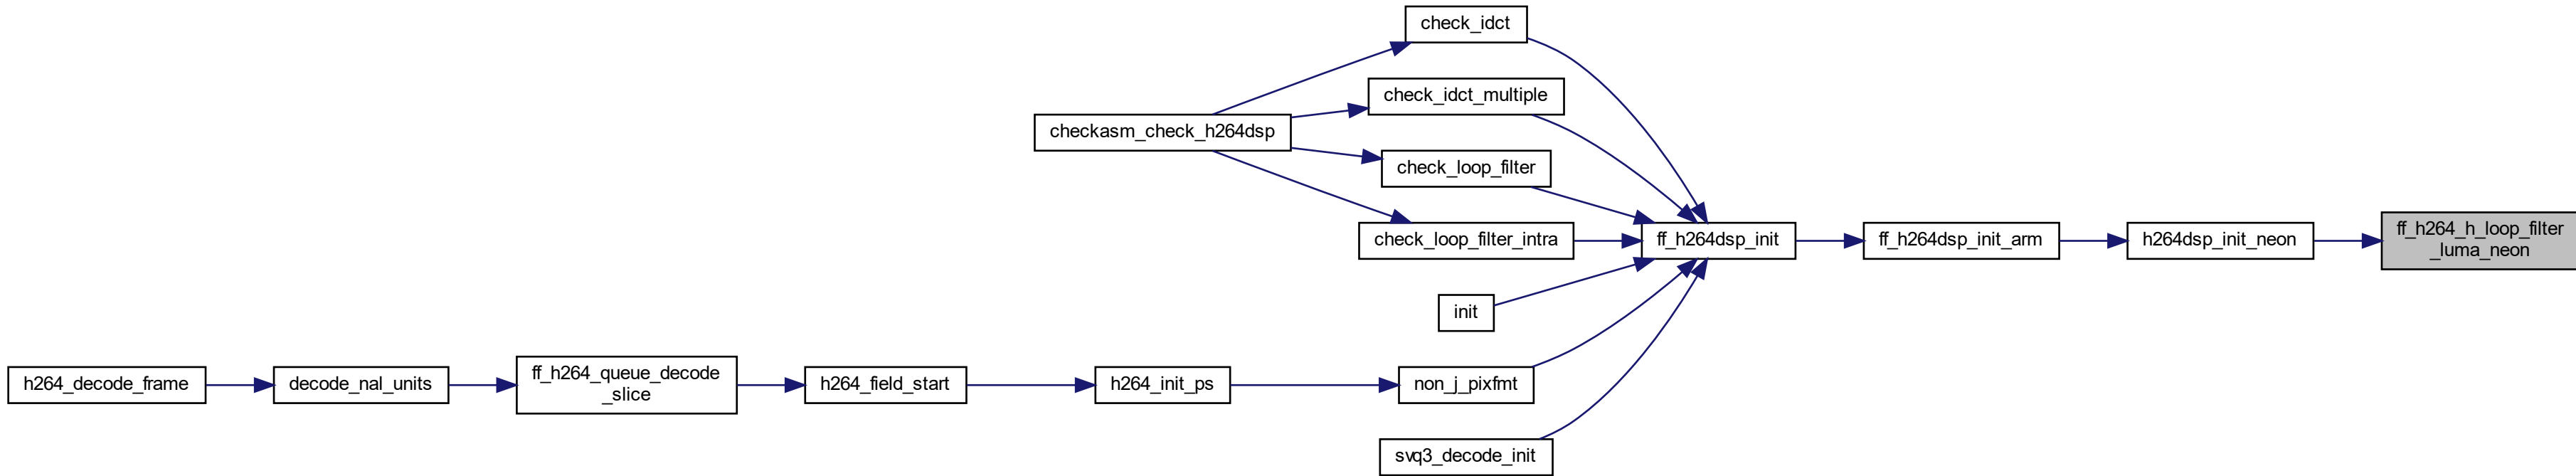 check_idct
check_idct_multiple
checkasm_check_h264dsp
check_loop_filter
check_loop_filter_intra
ff_h264dsp_init
ff_h264dsp_init_arm
h264dsp_init_neon
ff_h264_h_loop_filter
_luma_neon
init
h264_decode_frame
decode_nal_units
ff_h264_queue_decode
_slice
h264_field_start
h264_init_ps
non_j_pixfmt
svq3_decode_init